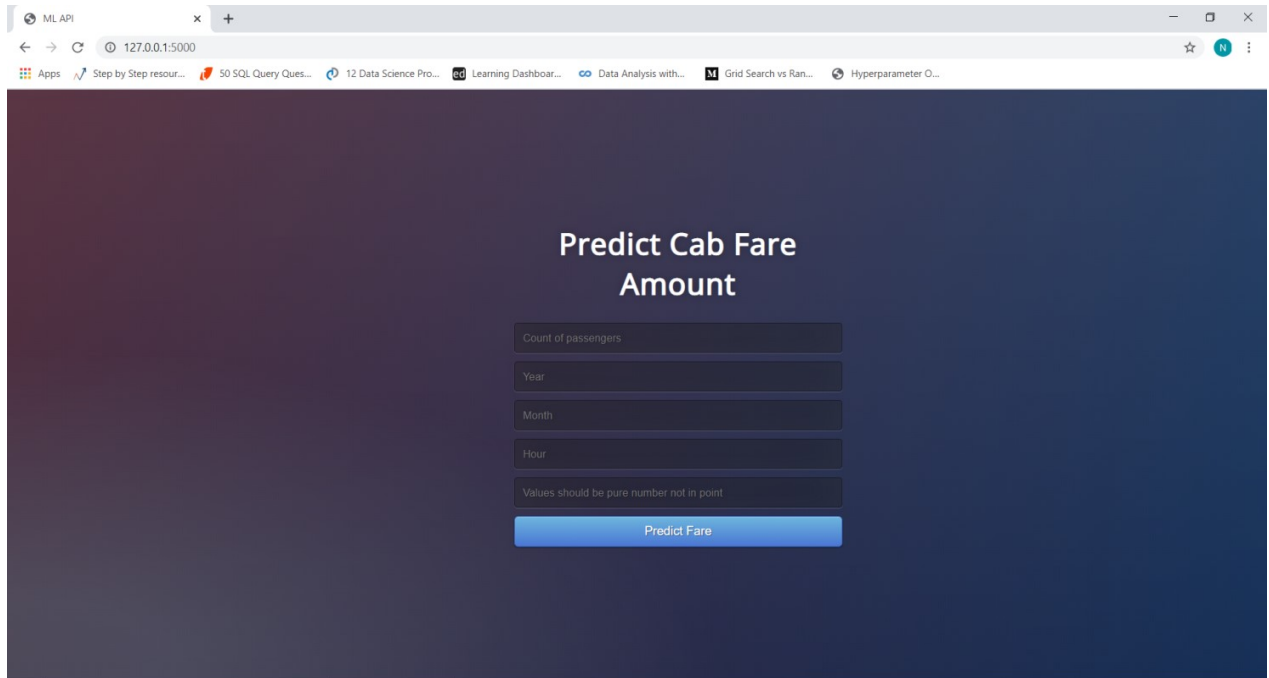 ML API
127.0.0.1:5000
Apps Step by Step resour... 50 SQL Query Ques... 12 Data Science Pro... ed Learning Dashboar... co Data Analysis with... M Grid Search vs Ran... Hyperparameter O...
N
Predict Cab Fare
Amount
Count of passengers
Year
Month
Hour
Values should be pure number not in point
Predict Fare